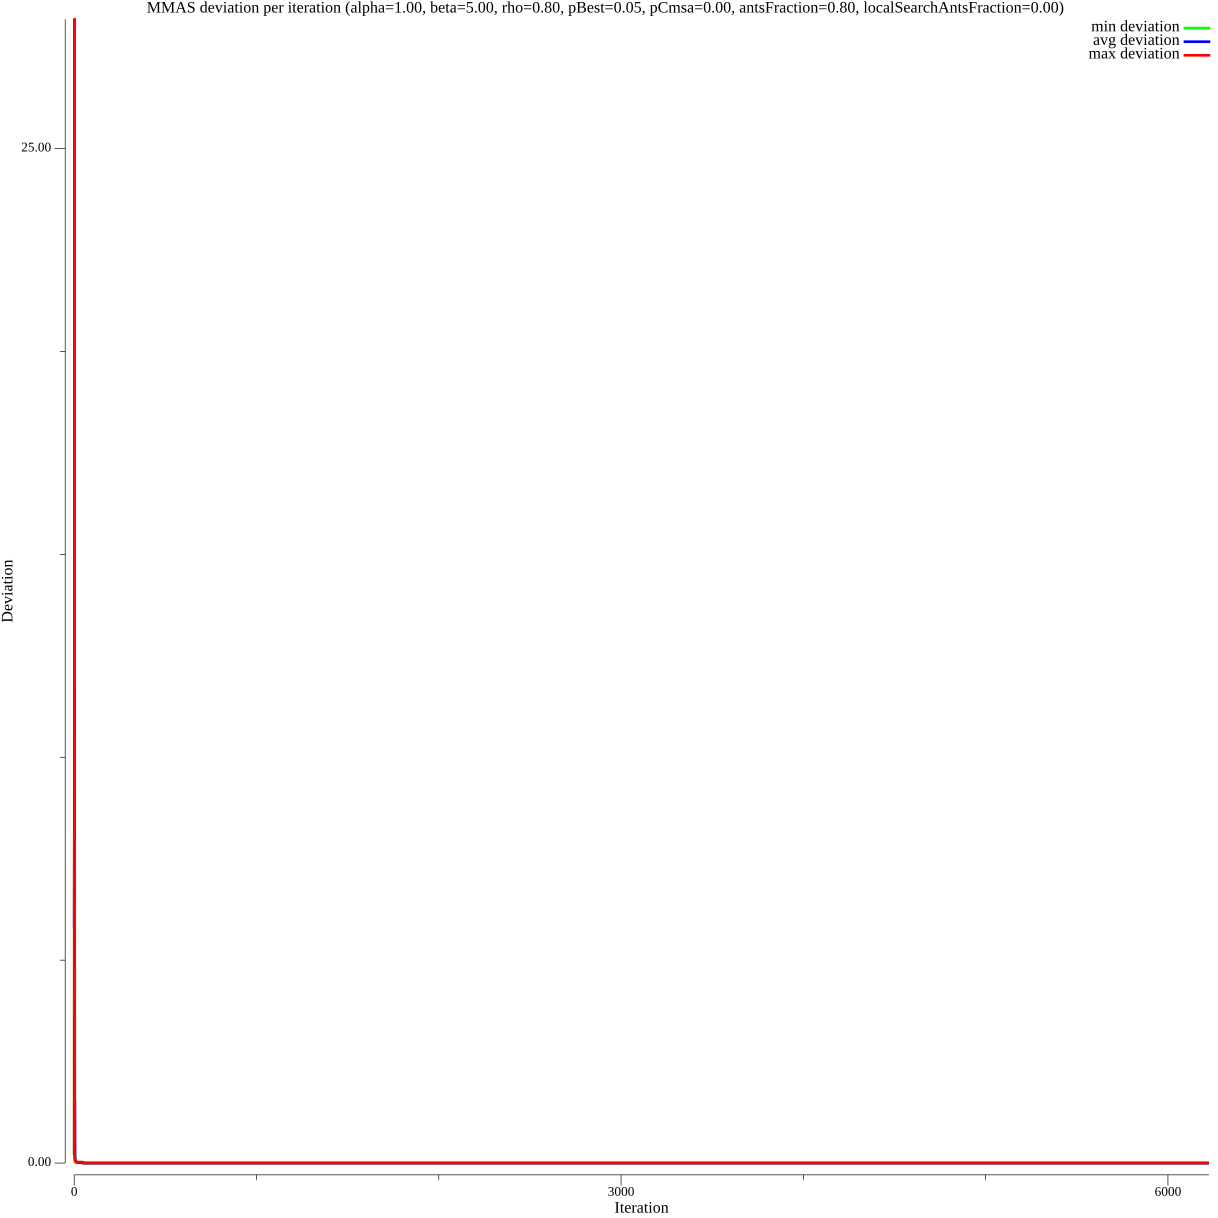 MMAS deviation per iteration (alpha=1.00, beta=5.00, rho=0.80, pBest=0.05, pCmsa=0.00, antsFraction=0.80, localSearchAntsFraction=0.00)
min deviation
avg deviation
max deviation
25.00
Deviation
0.00
0 3000 6000
Iteration